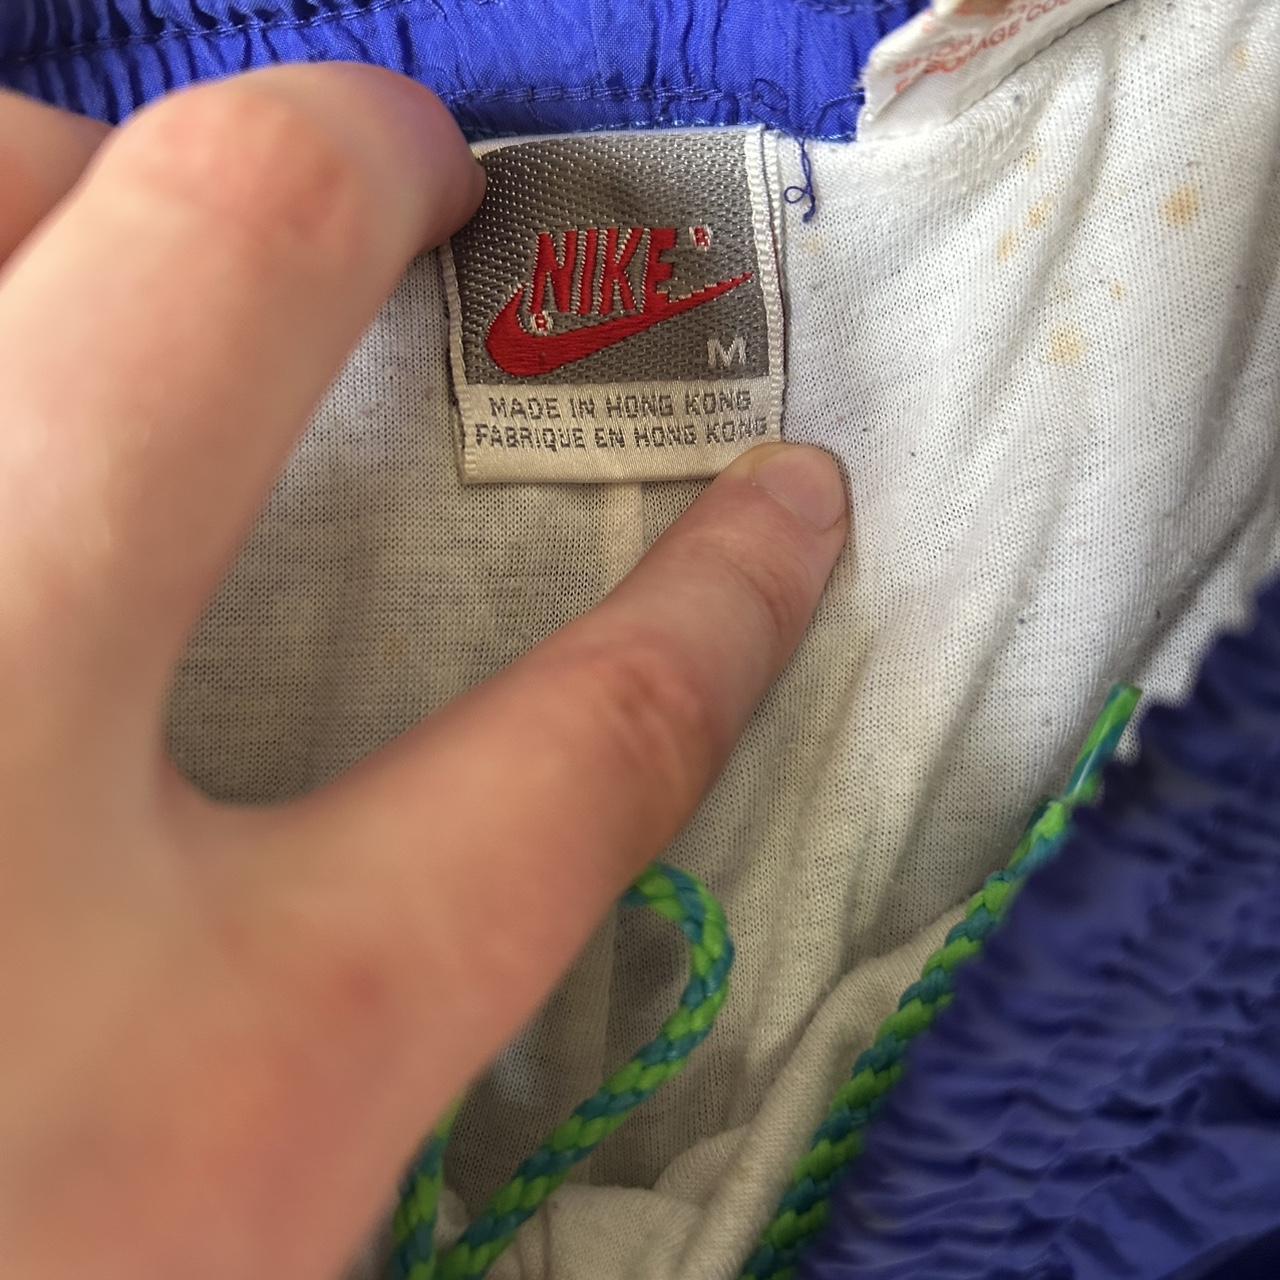 NIKE®
®
M
MADE IN HONG KONG
FABRIQUE EN HONG KONG